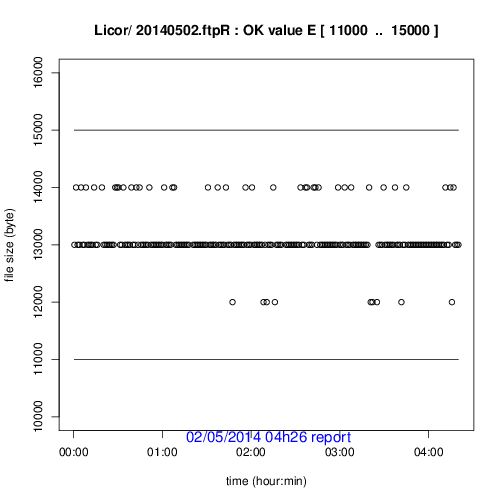 Licor/ 20140502.ftpR : OK value E [ 11000 .. 15000 ]
16000
15000
14000
13000
12000
11000
10000
file size (byte)
02/05/2014 04h26 report
00:00 01:00 02:00 03:00 04:00
time (hour:min)